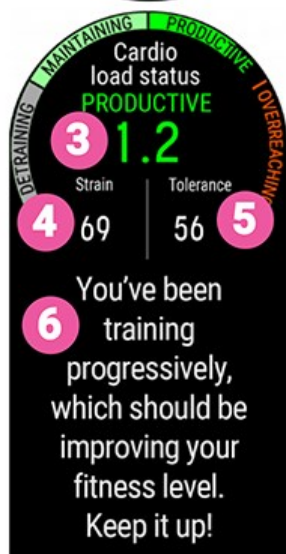 DETRAINING
MAINTAINING
PRODUCTIVE
OVERREACHING
Cardio
load status
PRODUCTIVE
3
1.2
Strain
Tolerance
4
69
56
5
6
You've been
training
progressively,
which should be
improving your
fitness level.
Keep it up!